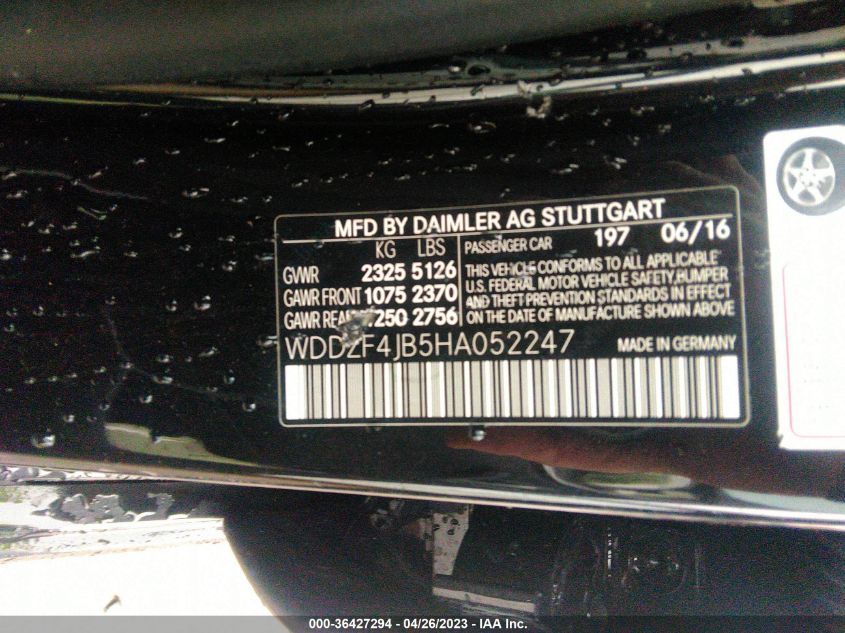 MFD BY DAIMLER AG STUTTGART
KG LBS PASSENGER CAR 197 06/16
GVWR 2325 5126
GAWR FRONT 1075 2370
GAWR 2756
THIS VEHICLE CONFORMS TO ALL APPLICABLE
U.S. FEDERAL MOTOR VEHICLE SAFETY, BUMPER
AND THEFT PREVENTION STANDARDS IN EFFECT
ON THE DATE OF MANUFACTURE SHOWN ABOVE
WDDZF4JB5HA052247 MADE IN GERMANY
000-36427294 - 04/26/2023 - IAA Inc.